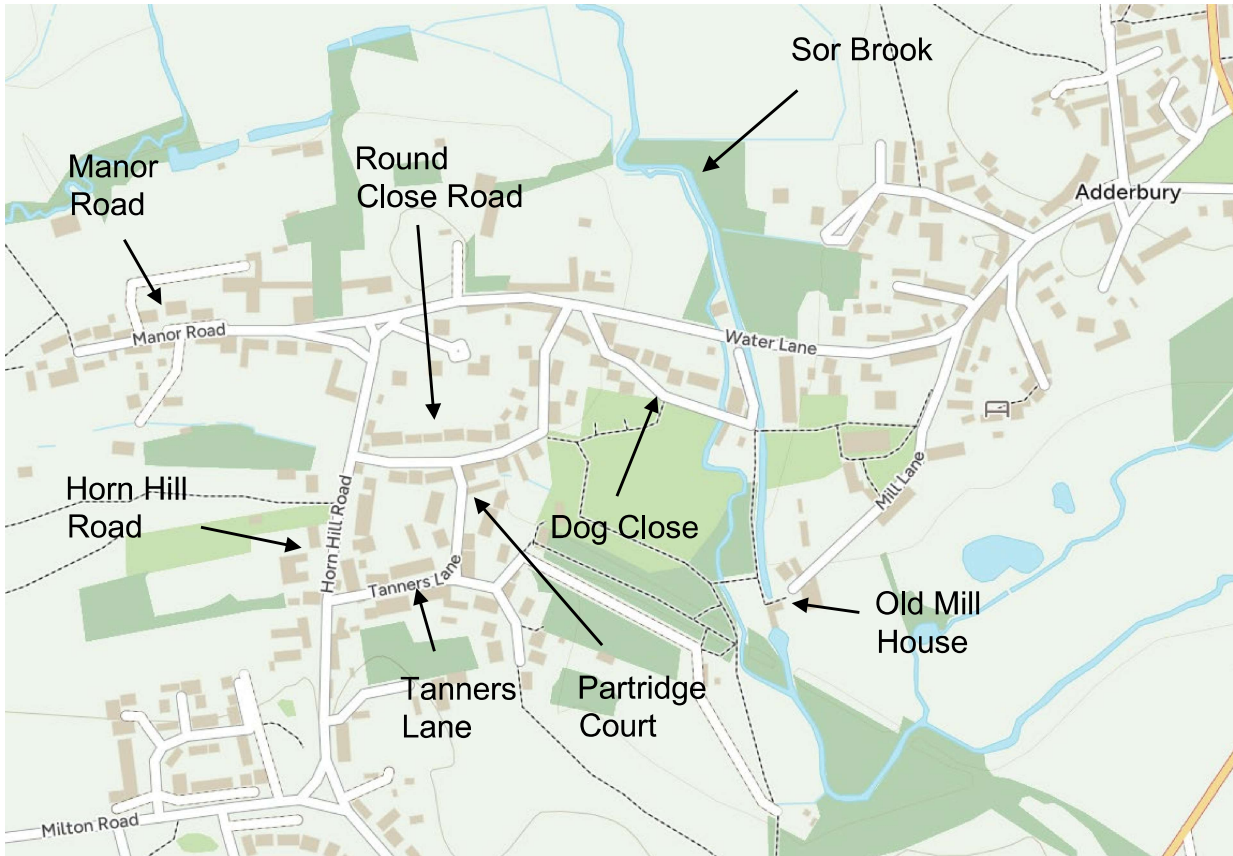 Sor Brook
Manor
Road
Round
Close Road
Adderbury
Manor Road
Water Lane
Horn Hill
Road
Horn Hill Road
Dog Close
Mill Lane
Tanners Lane
Old Mill
House
Tanners
Lane
Partridge
Court
Milton Road